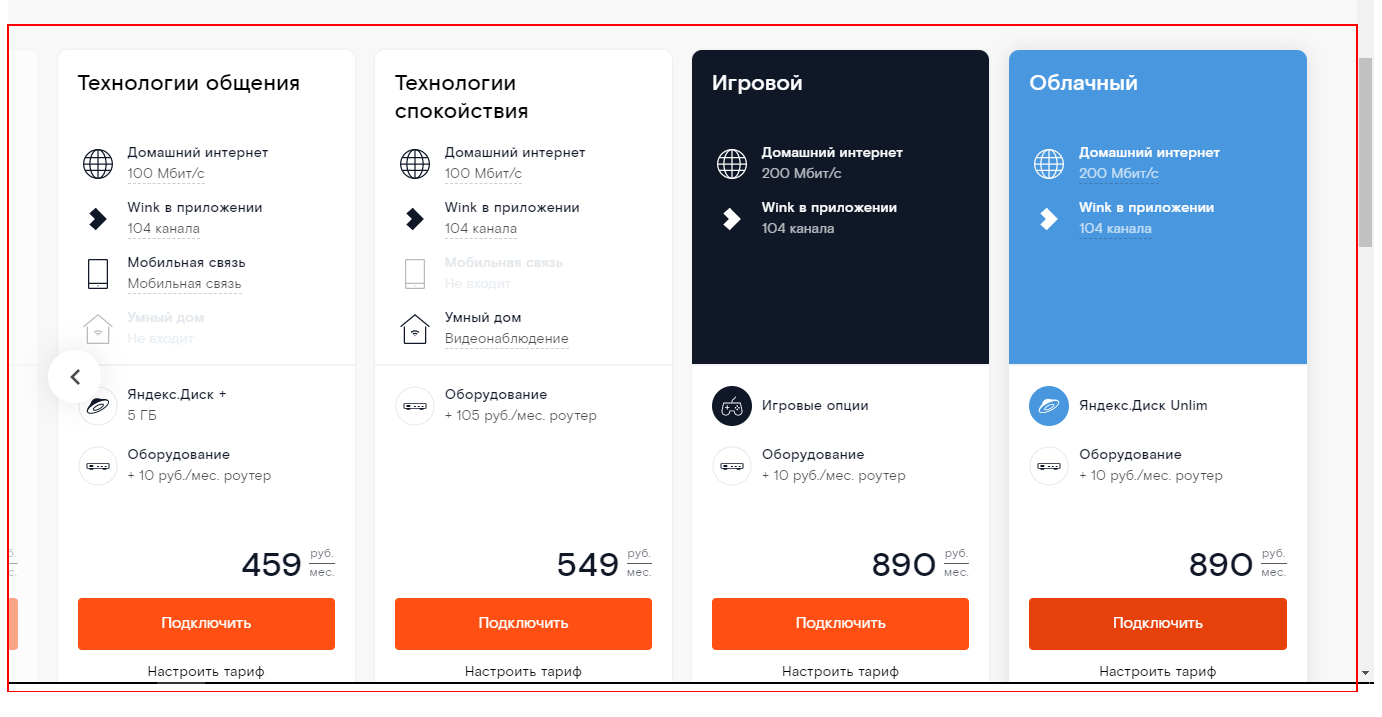 Технологии общения
Домашний интернет
100 Мбит/с
Wink в приложении
104 канала
Мобильная связь
Мобильная связь
Умный дом
Не входит
Яндекс.Диск +
5 ГБ
Оборудование
+ 10 руб./мес. роутер
459 руб.
мес.
Подключить
Настроить тариф
Технологии
спокойствия
Домашний интернет
100 Мбит/с
Wink в приложении
104 канала
Мобильная связь
Не входит
Умный дом
Видеонаблюдение
Оборудование
+ 105 руб./мес. роутер
549 руб.
мес.
Подключить
Настроить тариф
Игровой
Домашний интернет
200 Мбит/с
Wink в приложении
104 канала
Игровые опции
Оборудование
+ 10 руб./мес. роутер
890 руб.
мес.
Подключить
Настроить тариф
Облачный
Домашний интернет
200 Мбит/с
Wink в приложении
104 канала
Яндекс.Диск Unlim
Оборудование
+ 10 руб./мес. роутер
890 руб.
мес.
Подключить
Настроить тариф